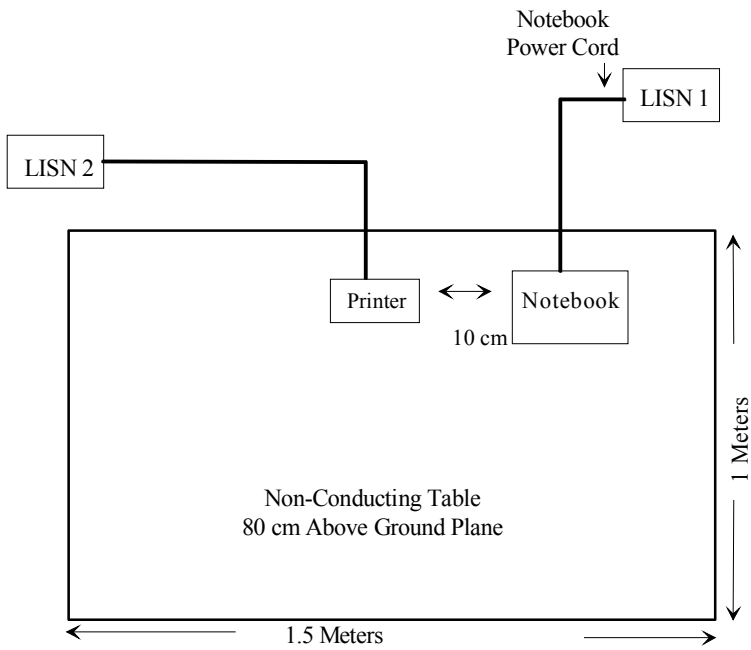 Notebook
Power Cord
LISN 1
LISN 2
Printer
Notebook
10 cm
1 Meters
Non-Conducting Table
80 cm Above Ground Plane
1.5 Meters